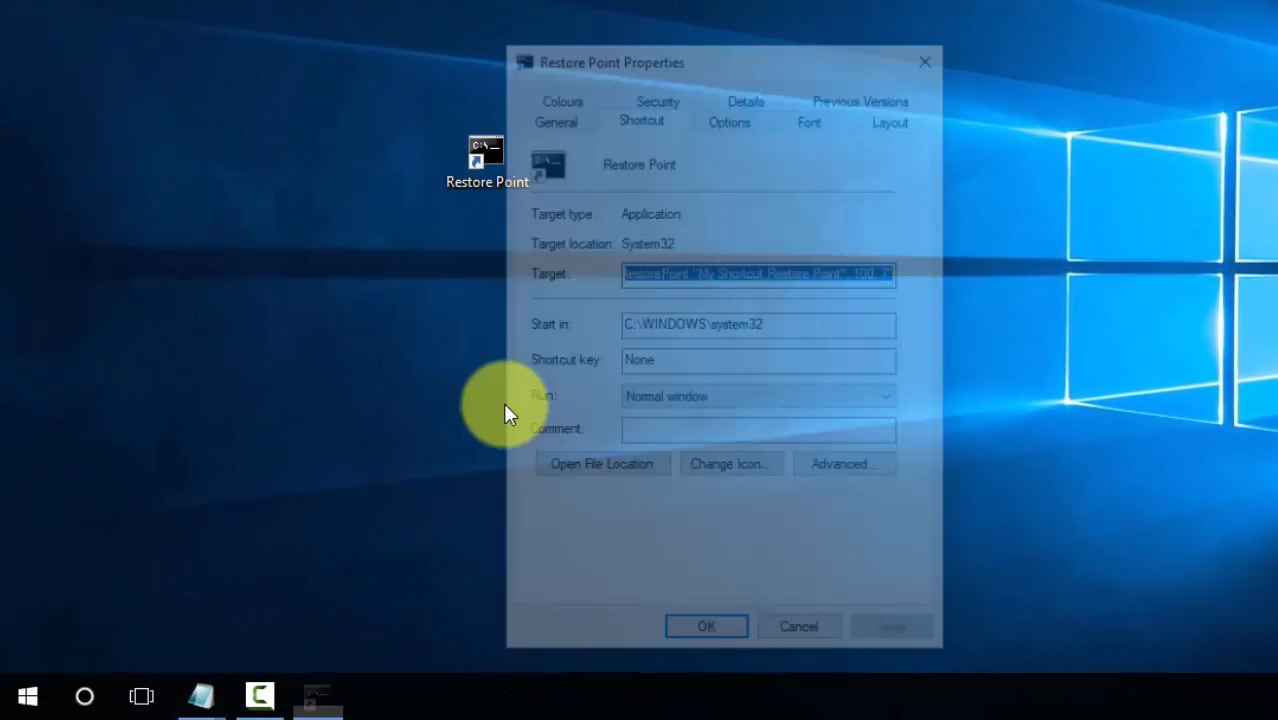 Restore Point Properties
Colours Security Details Previous Versions
General Shortcut Options Font Layout
C:\_
Restore Point
Restore Point
Target type: Application
Target location: System32
Target: RestorePoint "My Shortcut Restore Point", 100, 7
Start in: C:\WINDOWS\system32
Shortcut key: None
Run: Normal window
Comment:
Open File Location Change Icon... Advanced...
OK Cancel Apply